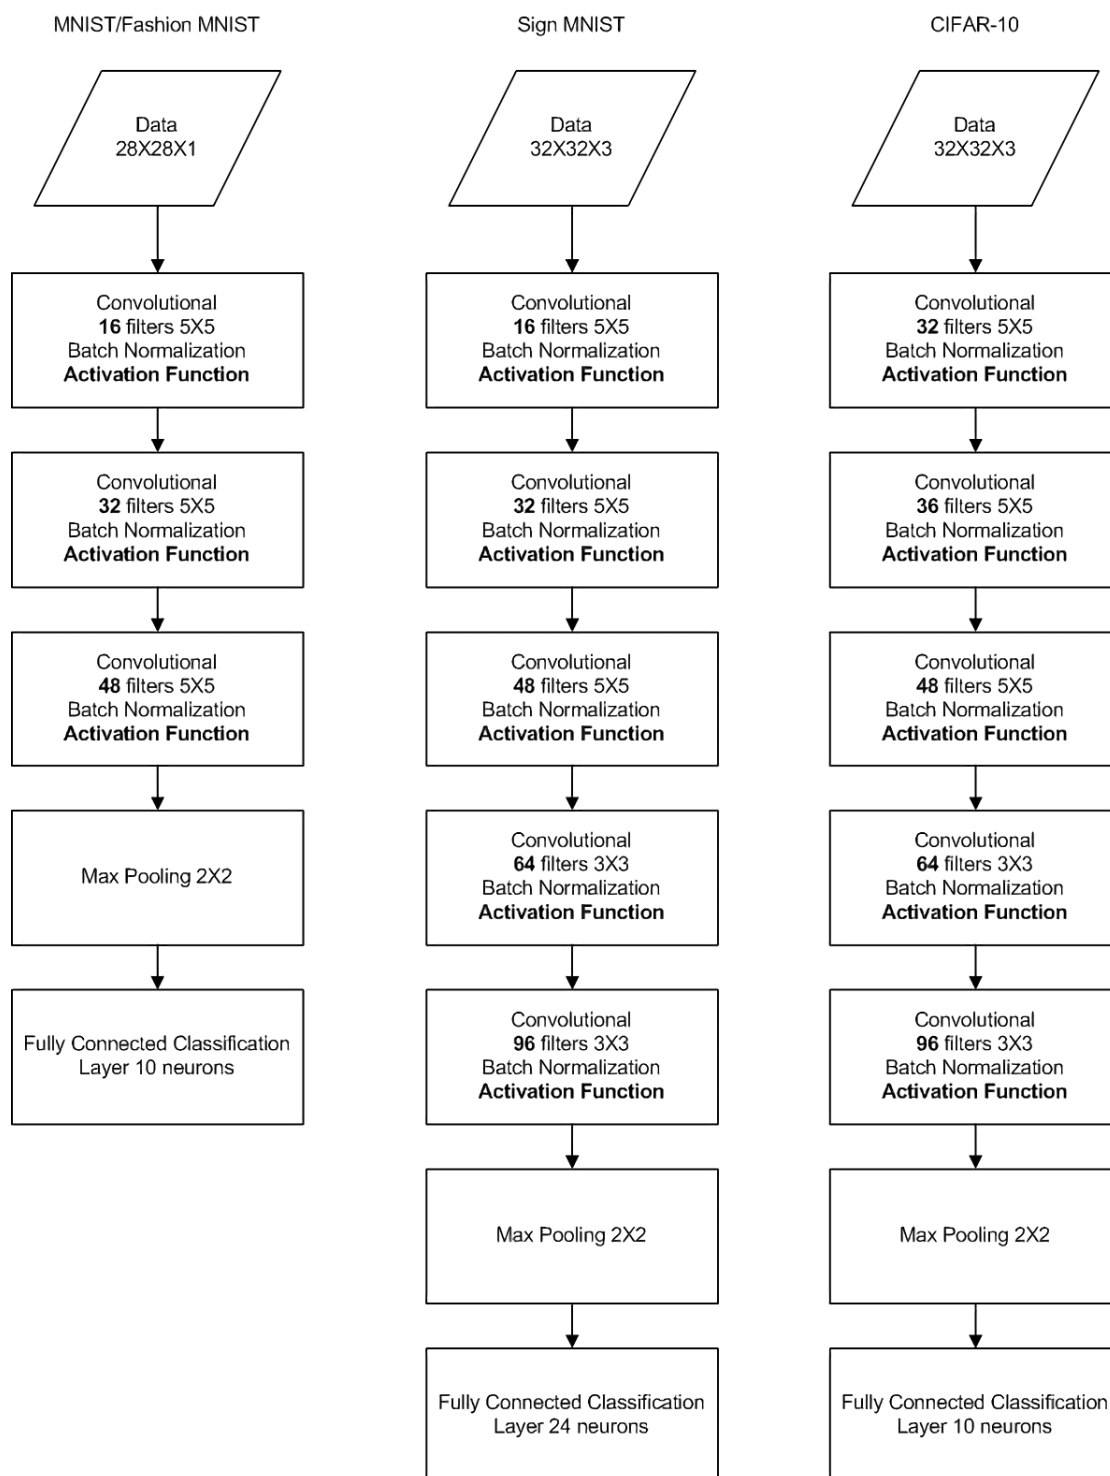 MNIST/Fashion MNIST
Data
28X28X1
Convolutional
16 filters 5X5
Batch Normalization
Activation Function
Convolutional
32 filters 5X5
Batch Normalization
Activation Function
Convolutional
48 filters 5X5
Batch Normalization
Activation Function
Max Pooling 2X2
Fully Connected Classification
Layer 10 neurons
Sign MNIST
Data
32X32X3
Convolutional
16 filters 5X5
Batch Normalization
Activation Function
Convolutional
32 filters 5X5
Batch Normalization
Activation Function
Convolutional
48 filters 5X5
Batch Normalization
Activation Function
Convolutional
64 filters 3X3
Batch Normalization
Activation Function
Convolutional
96 filters 3X3
Batch Normalization
Activation Function
Max Pooling 2X2
Fully Connected Classification
Layer 24 neurons
CIFAR-10
Data
32X32X3
Convolutional
32 filters 5X5
Batch Normalization
Activation Function
Convolutional
36 filters 5X5
Batch Normalization
Activation Function
Convolutional
48 filters 5X5
Batch Normalization
Activation Function
Convolutional
64 filters 3X3
Batch Normalization
Activation Function
Convolutional
96 filters 3X3
Batch Normalization
Activation Function
Max Pooling 2X2
Fully Connected Classification
Layer 10 neurons